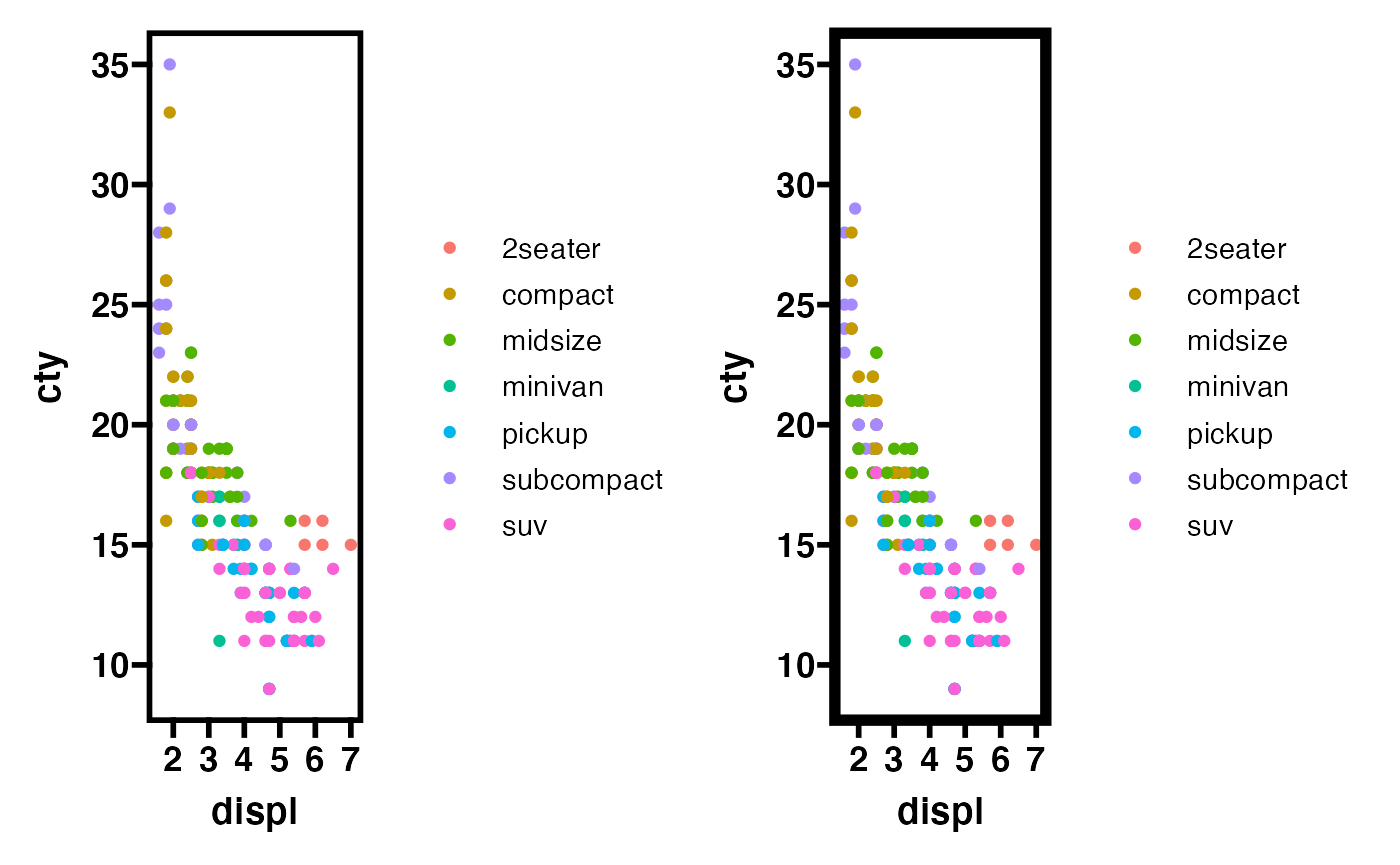 35
30
25
20
15
10
cty
2 3 4 5 6 7
displ
2seater
compact
midsize
minivan
pickup
subcompact
suv
35
30
25
20
15
10
cty
2 3 4 5 6 7
displ
2seater
compact
midsize
minivan
pickup
subcompact
suv